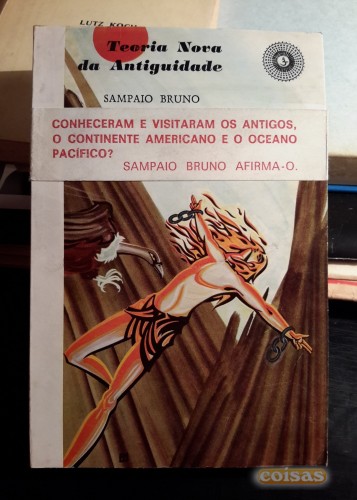 LUTZ KOCH
Teoria Nova
da Antiguidade
3
SAMPAIO BRUNO
CONHECERAM E VISITARAM OS ANTIGOS,
O CONTINENTE AMERICANO E O OCEANO
PACÍFICO?
SAMPAIO BRUNO AFIRMA-O.
coisas